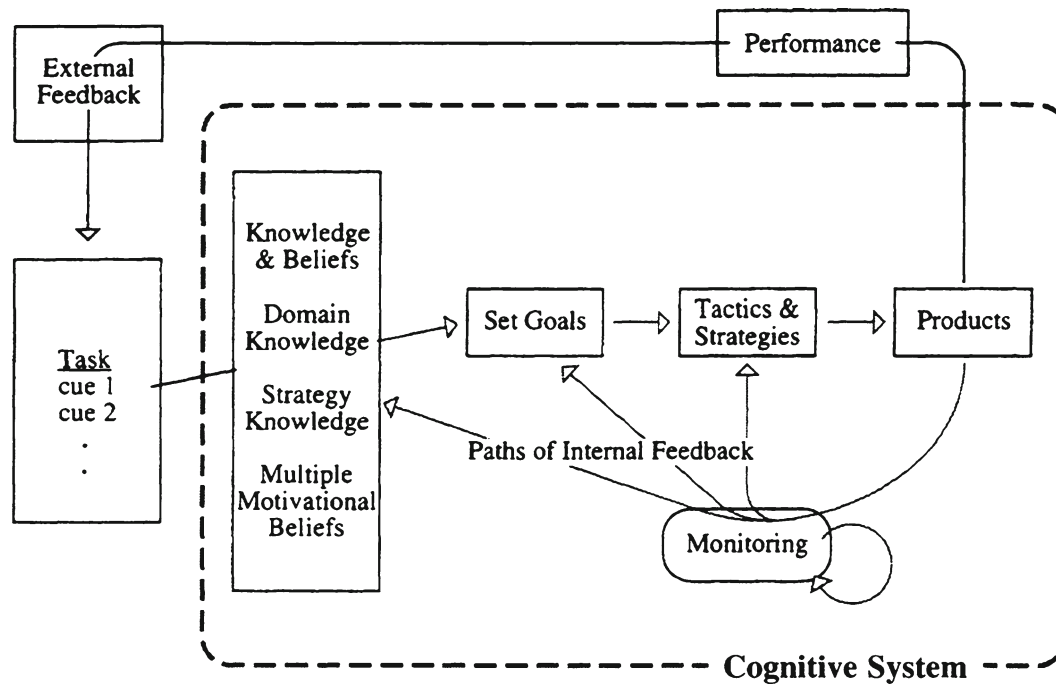 Performance
External
Feedback
Knowledge
& Beliefs
Domain
Knowledge
Strategy
Knowledge
Multiple
Motivational
Beliefs
Task
cue 1
cue 2
.
.
Set Goals
Tactics &
Strategies
Products
Paths of Internal Feedback
Monitoring
Cognitive System